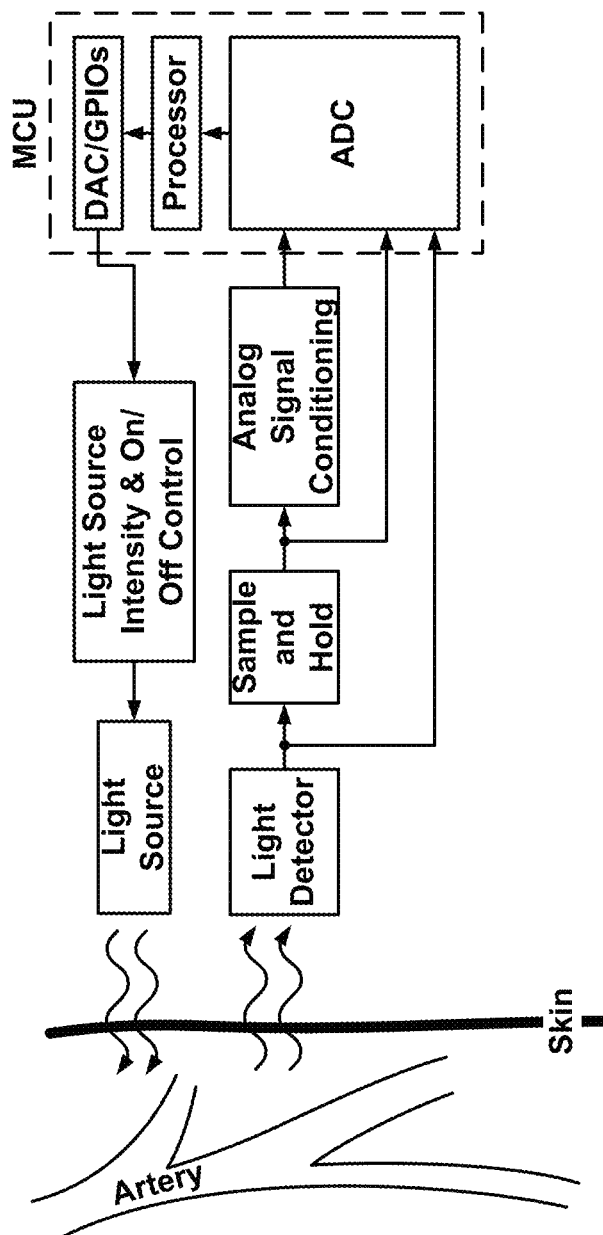 MCU
DAC/GPIOs
Processor
ADC
Light Source
Intensity & On/
Off Control
Analog
Signal
Conditioning
Sample
and
Hold
Light
Source
Light
Detector
Skin
Artery